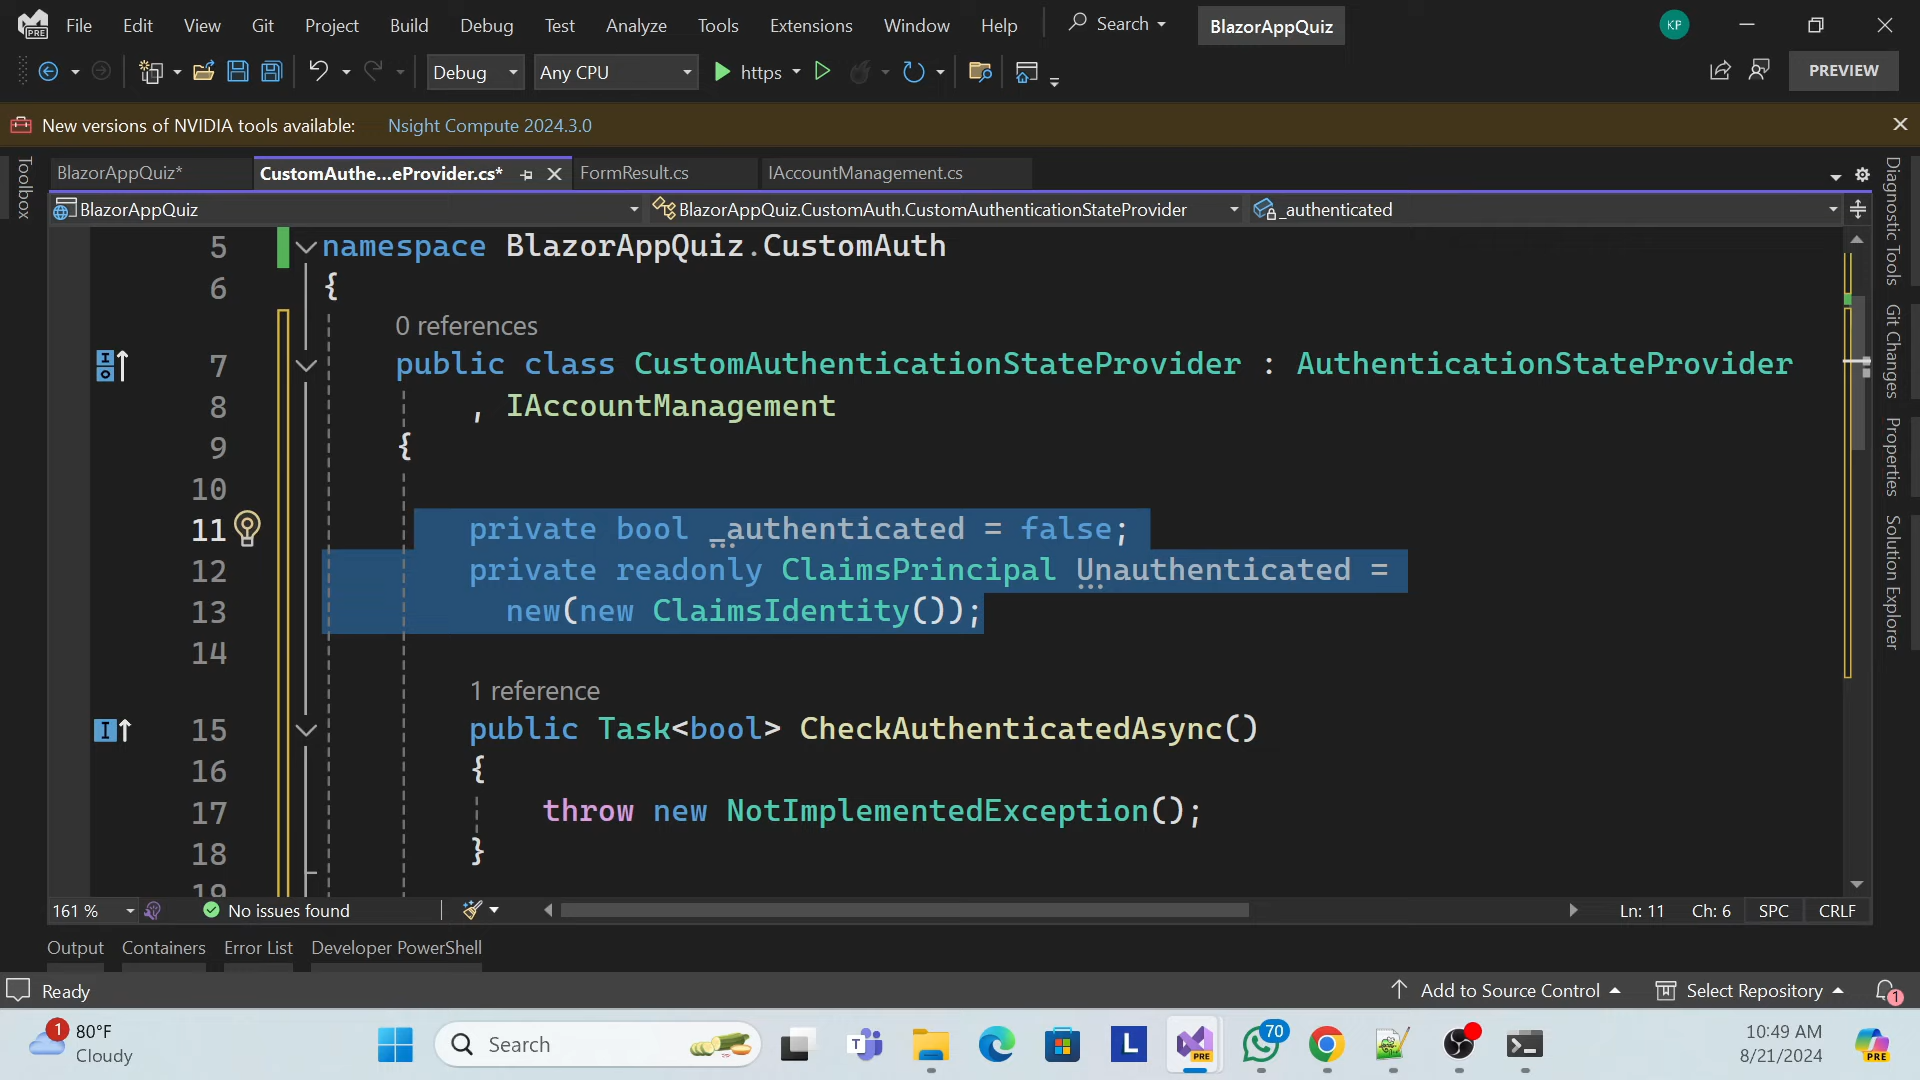 File Edit View Git Project Build Debug Test Analyze Tools Extensions Window Help Search BlazorAppQuiz KP
Debug Any CPU https PREVIEW
New versions of NVIDIA tools available: Nsight Compute 2024.3.0
Toolbox
BlazorAppQuiz* CustomAuthe...eProvider.cs* FormResult.cs IAccountManagement.cs
BlazorAppQuiz BlazorAppQuiz.CustomAuth.CustomAuthenticationStateProvider _authenticated
5 namespace BlazorAppQuiz.CustomAuth
6 {
0 references
7 public class CustomAuthenticationStateProvider : AuthenticationStateProvider
8 , IAccountManagement
9 {
10
11 private bool _authenticated = false;
12 private readonly ClaimsPrincipal Unauthenticated =
13 new(new ClaimsIdentity());
14
1 reference
15 public Task<bool> CheckAuthenticatedAsync()
16 {
17 throw new NotImplementedException();
18 }
19
Diagnostic Tools
Git Changes
Properties
Solution Explorer
161 % No issues found Ln: 11 Ch: 6 SPC CRLF
Output Containers Error List Developer PowerShell
Ready Add to Source Control Select Repository 1
1 80°F
Cloudy
Search
T
L
PRE
70
10:49 AM
8/21/2024
PRE